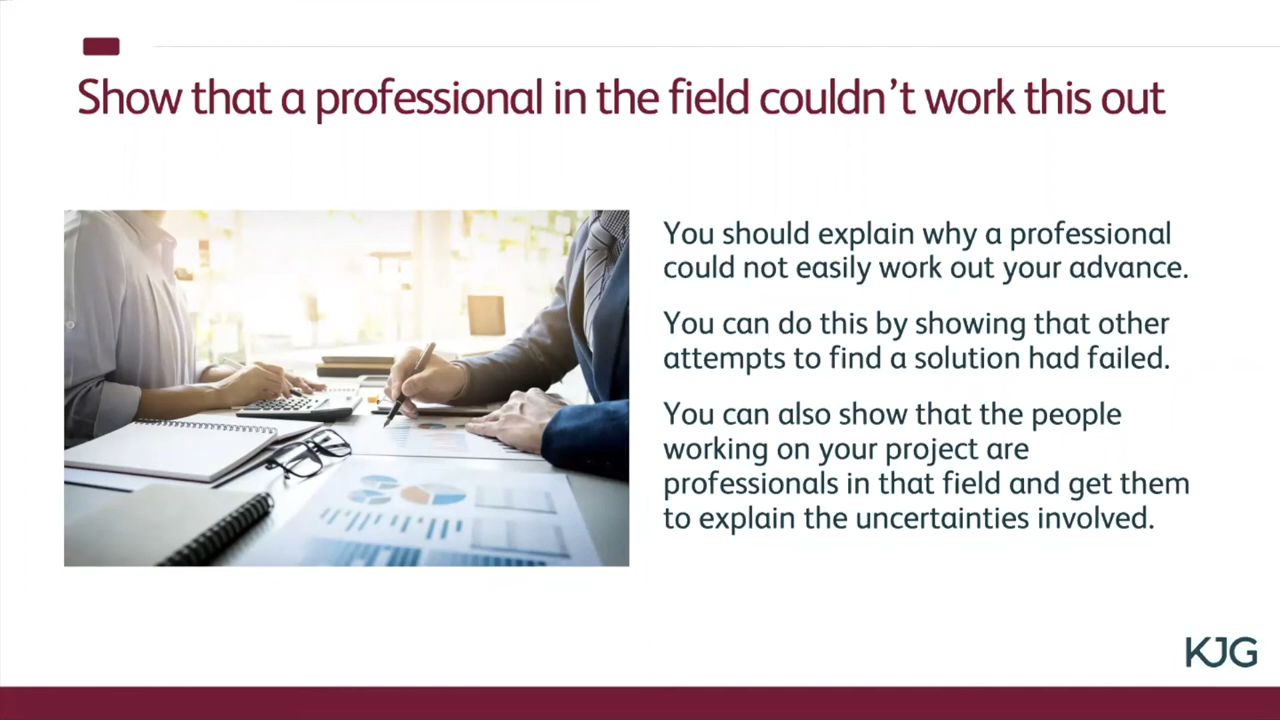 Show that a professional in the field couldn’t work this out
You should explain why a professional
could not easily work out your advance.
You can do this by showing that other
attempts to find a solution had failed.
You can also show that the people
working on your project are
professionals in that field and get them
to explain the uncertainties involved.
KJG